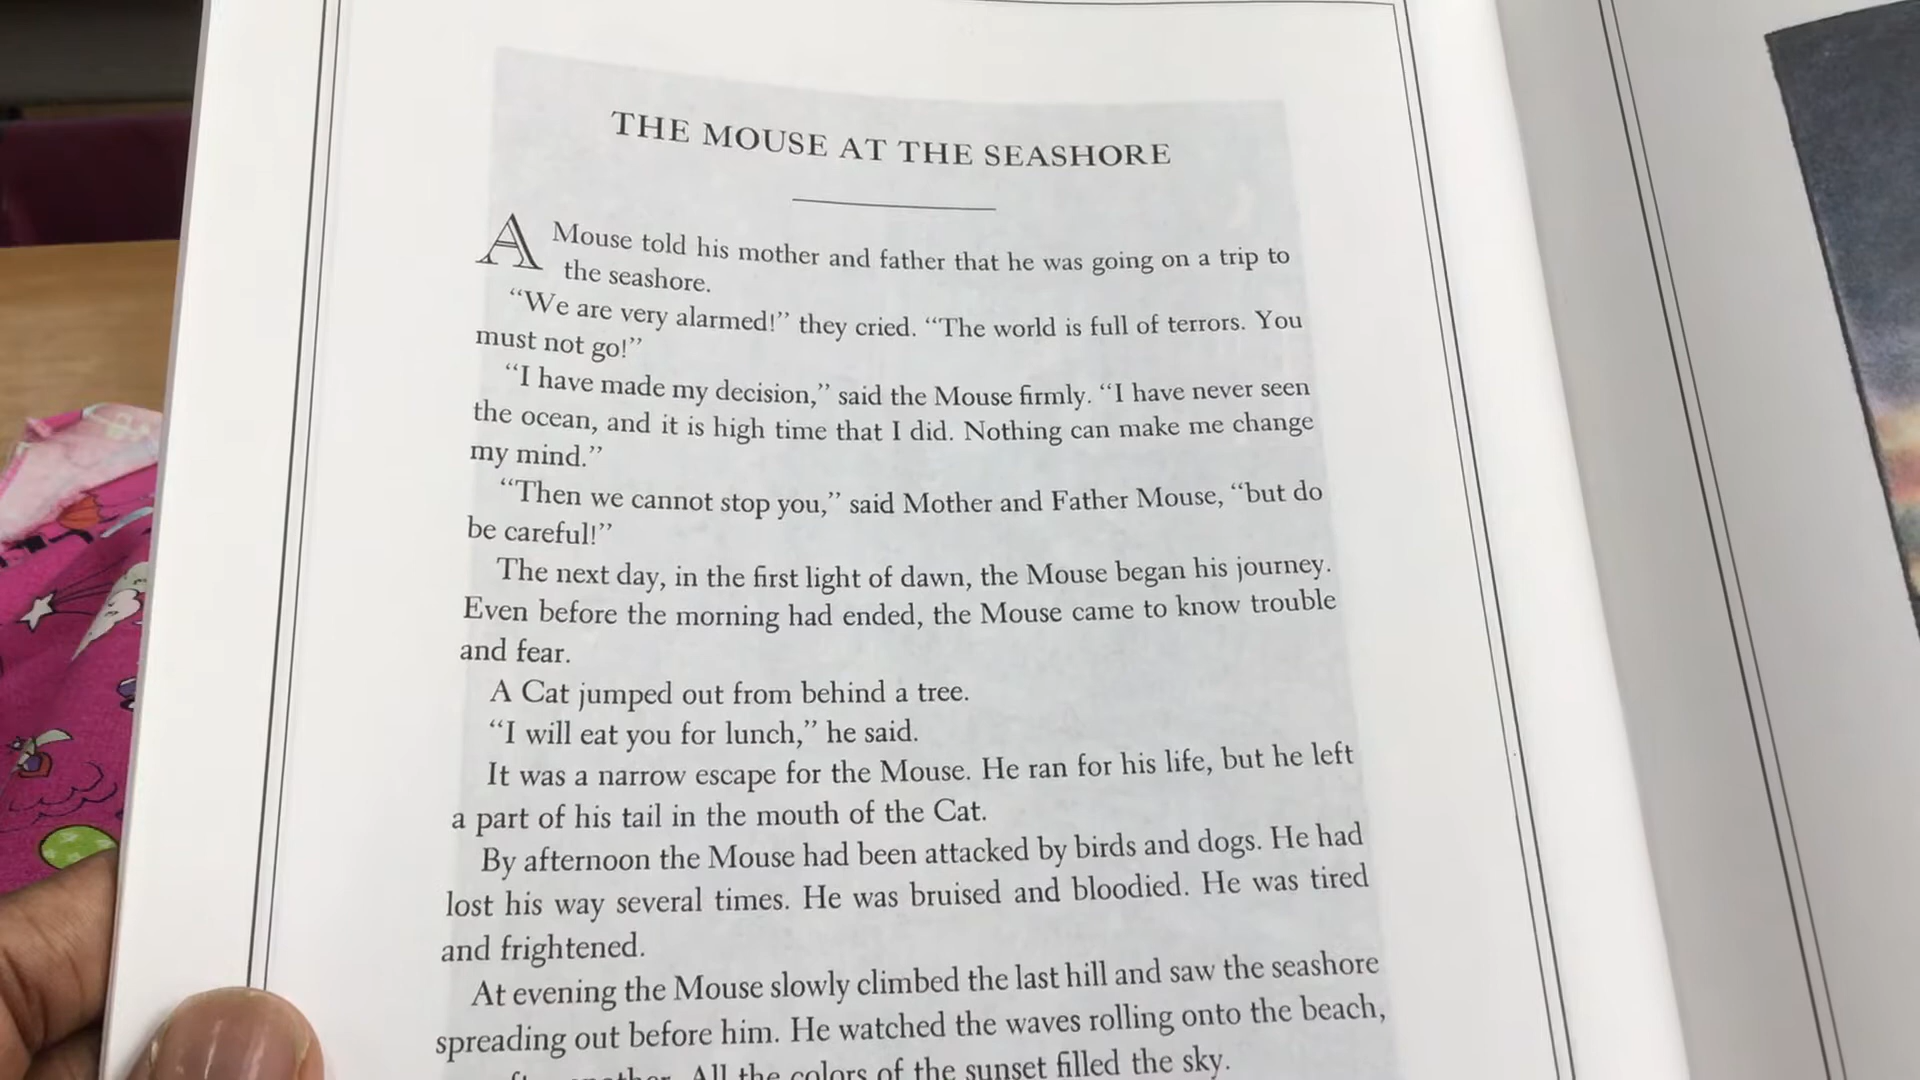 THE MOUSE AT THE SEASHORE
A Mouse told his mother and father that he was going on a trip to
the seashore.
“We are very alarmed!” they cried. “The world is full of terrors. You
must not go!”
“I have made my decision,” said the Mouse firmly. “I have never seen
the ocean, and it is high time that I did. Nothing can make me change
my mind.”
“Then we cannot stop you,” said Mother and Father Mouse, “but do
be careful!”
The next day, in the first light of dawn, the Mouse began his journey.
Even before the morning had ended, the Mouse came to know trouble
and fear.
A Cat jumped out from behind a tree.
“I will eat you for lunch,” he said.
It was a narrow escape for the Mouse. He ran for his life, but he left
a part of his tail in the mouth of the Cat.
By afternoon the Mouse had been attacked by birds and dogs. He had
lost his way several times. He was bruised and bloodied. He was tired
and frightened.
At evening the Mouse slowly climbed the last hill and saw the seashore
spreading out before him. He watched the waves rolling onto the beach,
All the colors of the sunset filled the sky.